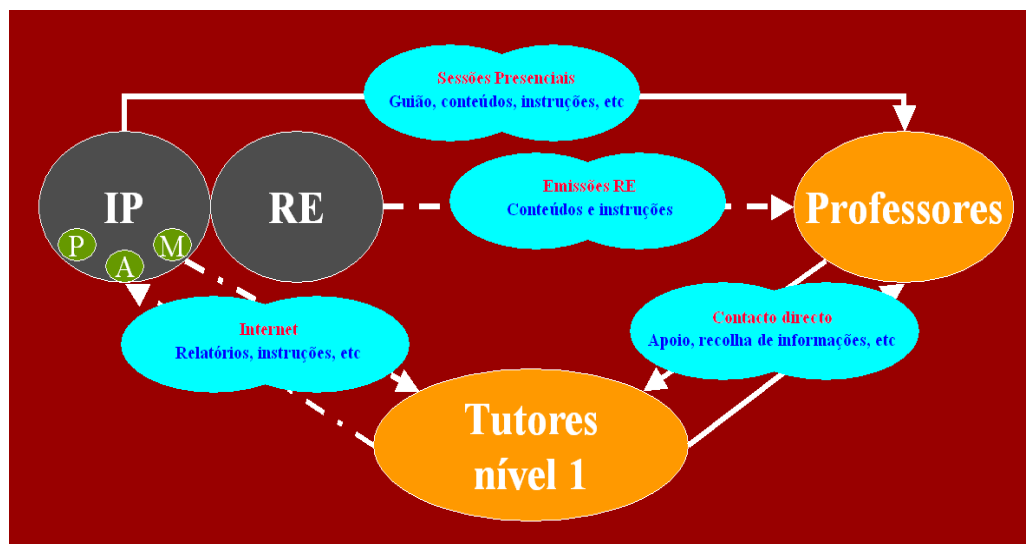 Sessões Presenciais
Guião, conteúdos, instruções, etc
IP
RE
Emissões RE
Conteúdos e instruções
Professores
P
A
M
Internet
Relatórios, instruções, etc
Contacto directo
Apoio, recolha de informações, etc
Tutores
nível 1